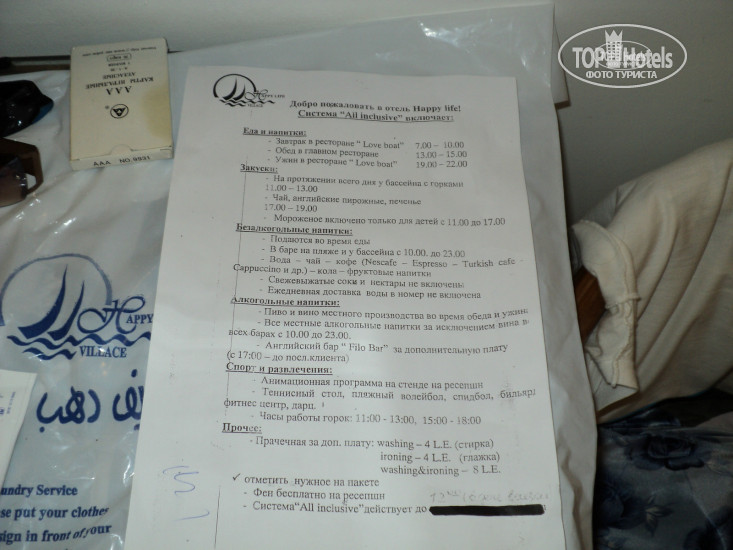 TOP Hotels
ФОТО ТУРИСТА
КАРТЫ ИГРАЛЬНЫЕ
АТЛАСНЫЕ
ААА
AAA NO.9831
HAPPY LIFE
VILLAGE
Добро пожаловать в отель Happy life!
Система "All inclusive" включает:
Еда и напитки:
- Завтрак в ресторане " Love boat" 7.00 - 10.00
- Обед в главном ресторане 13.00 - 15.00
- Ужин в ресторане "Love boat" 19.00 - 22.00
Закуски:
- На протяжении всего дня у бассейна с горками
11.00 – 13.00
- Чай, английские пирожные, печенье
17.00 – 19.00
- Мороженое включено только для детей с 11.00 до 17.00
Безалкогольные напитки:
- Подаются во время еды
- В баре на пляже и у бассейна с 10.00. до 23.00
- Вода – чай – кофе (Nescafe – Espresso – Turkish cafe -
Cappuccino и др.) – кола – фруктовые напитки
- Свежевыжатые соки и нектары не включены
- Ежедневная доставка воды в номер не включена
Алкогольные напитки:
- Пиво и вино местного производства во время обеда и ужина
- Все местные алкогольные напитки за исключением вина в
всех барах с 10.00 до 23.00.
- Английский бар " Filo Bar" за дополнительную плату
(с 17:00 – до посл.клиента)
Спорт и развлечения:
- Анимационная программа на стенде на ресепшн
- Теннисный стол, пляжный волейбол, спидбол, бильярд
фитнес центр, дартс.
- Часы работы горок: 11:00 - 13:00, 15:00 - 18:00
Прочее:
- Прачечная за доп. плату: washing – 4 L.E. (стирка)
ironing – 4 L.E. (глажка)
washing&ironing – 8 L.E.
✓ отметить нужное на пакете
- Фен бесплатно на ресепшн
- Система"All inclusive"действует до
HAPPY
VILLAGE
دهب
undry Service
se put your clothes
sign in front of your